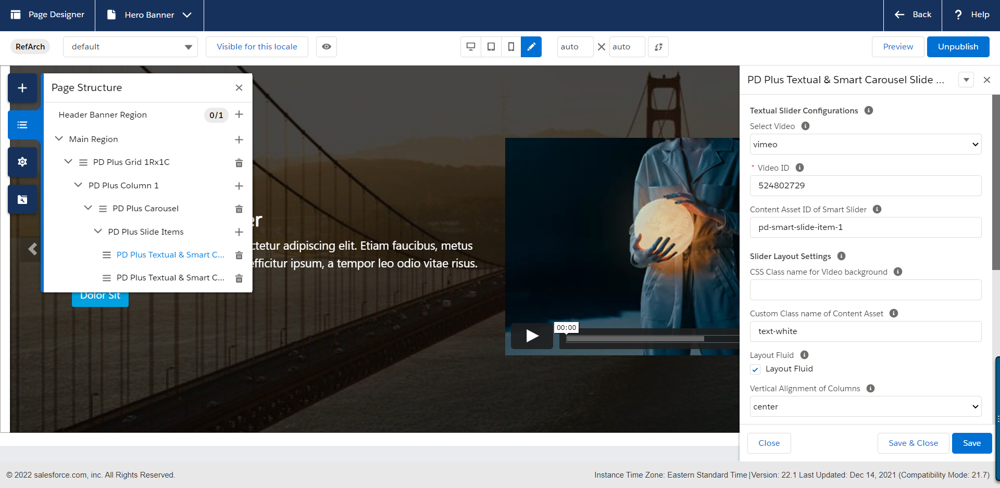 Page Designer
Hero Banner
Back
? Help
RefArch
default
Visible for this locale
auto
auto
Preview
Unpublish
Page Structure
Header Banner Region
0/1
Main Region
PD Plus Grid 1Rx1C
PD Plus Column 1
PD Plus Carousel
PD Plus Slide Items
PD Plus Textual & Smart C...
PD Plus Textual & Smart C...
er
ctetur adipiscing elit. Etiam faucibus, metus
efficitur ipsum, a tempor leo odio vitae risus.
Dolor Sit
00:00
PD Plus Textual & Smart Carousel Slide ...
Textual Slider Configurations
Select Video
vimeo
* Video ID
524802729
Content Asset ID of Smart Slider
pd-smart-slide-item-1
Slider Layout Settings
CSS Class name for Video background
Custom Class name of Content Asset
text-white
Layout Fluid
Layout Fluid
Vertical Alignment of Columns
center
Close
Save & Close
Save
© 2022 salesforce.com, inc. All Rights Reserved.
Instance Time Zone: Eastern Standard Time|Version: 22.1 Last Updated: Dec 14, 2021 (Compatibility Mode: 21.7)